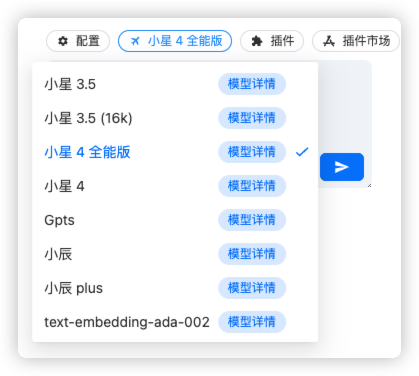 配置 小星 4 全能版 插件 插件市场
小星 3.5 模型详情
小星 3.5 (16k) 模型详情
小星 4 全能版 模型详情
小星 4 模型详情
Gpts 模型详情
小辰 模型详情
小辰 plus 模型详情
text-embedding-ada-002 模型详情